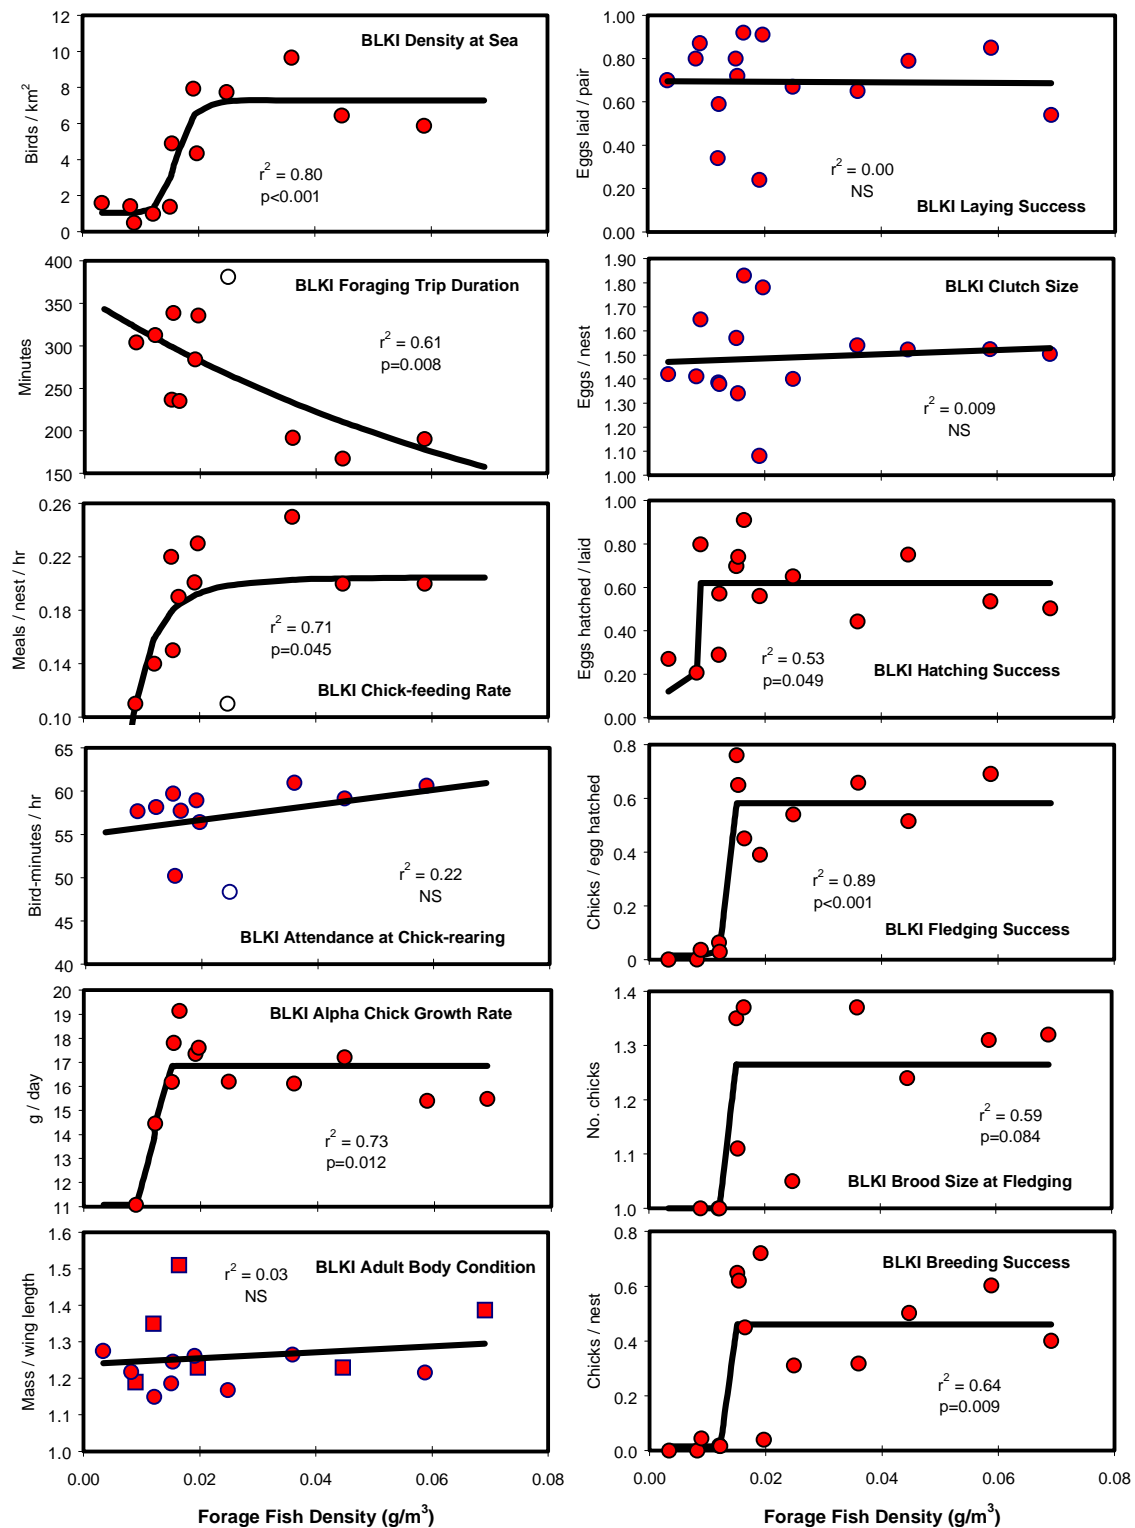 BLKI Density at Sea
Birds / km²
12
10
8
6
4
2
0
r² = 0.80
p<0.001
BLKI Foraging Trip Duration
Minutes
400
350
300
250
200
150
r² = 0.61
p=0.008
BLKI Chick-feeding Rate
Meals / nest / hr
0.26
0.22
0.18
0.14
0.10
r² = 0.71
p=0.045
BLKI Attendance at Chick-rearing
Bird-minutes / hr
65
60
55
50
45
40
r² = 0.22
NS
BLKI Alpha Chick Growth Rate
g / day
20
19
18
17
16
15
14
13
12
11
r² = 0.73
p=0.012
BLKI Adult Body Condition
Mass / wing length
1.6
1.5
1.4
1.3
1.2
1.1
1.0
r² = 0.03
NS
0.00 0.02 0.04 0.06 0.08
Forage Fish Density (g/m³)
BLKI Laying Success
Eggs laid / pair
1.00
0.80
0.60
0.40
0.20
0.00
r² = 0.00
NS
BLKI Clutch Size
Eggs / nest
1.90
1.80
1.70
1.60
1.50
1.40
1.30
1.20
1.10
1.00
r² = 0.009
NS
BLKI Hatching Success
Eggs hatched / laid
1.00
0.80
0.60
0.40
0.20
0.00
r² = 0.53
p=0.049
BLKI Fledging Success
Chicks / egg hatched
0.8
0.6
0.4
0.2
0
r² = 0.89
p<0.001
BLKI Brood Size at Fledging
No. chicks
1.4
1.3
1.2
1.1
1.0
r² = 0.59
p=0.084
BLKI Breeding Success
Chicks / nest
0.8
0.6
0.4
0.2
0.0
r² = 0.64
p=0.009
0.00 0.02 0.04 0.06 0.08
Forage Fish Density (g/m³)